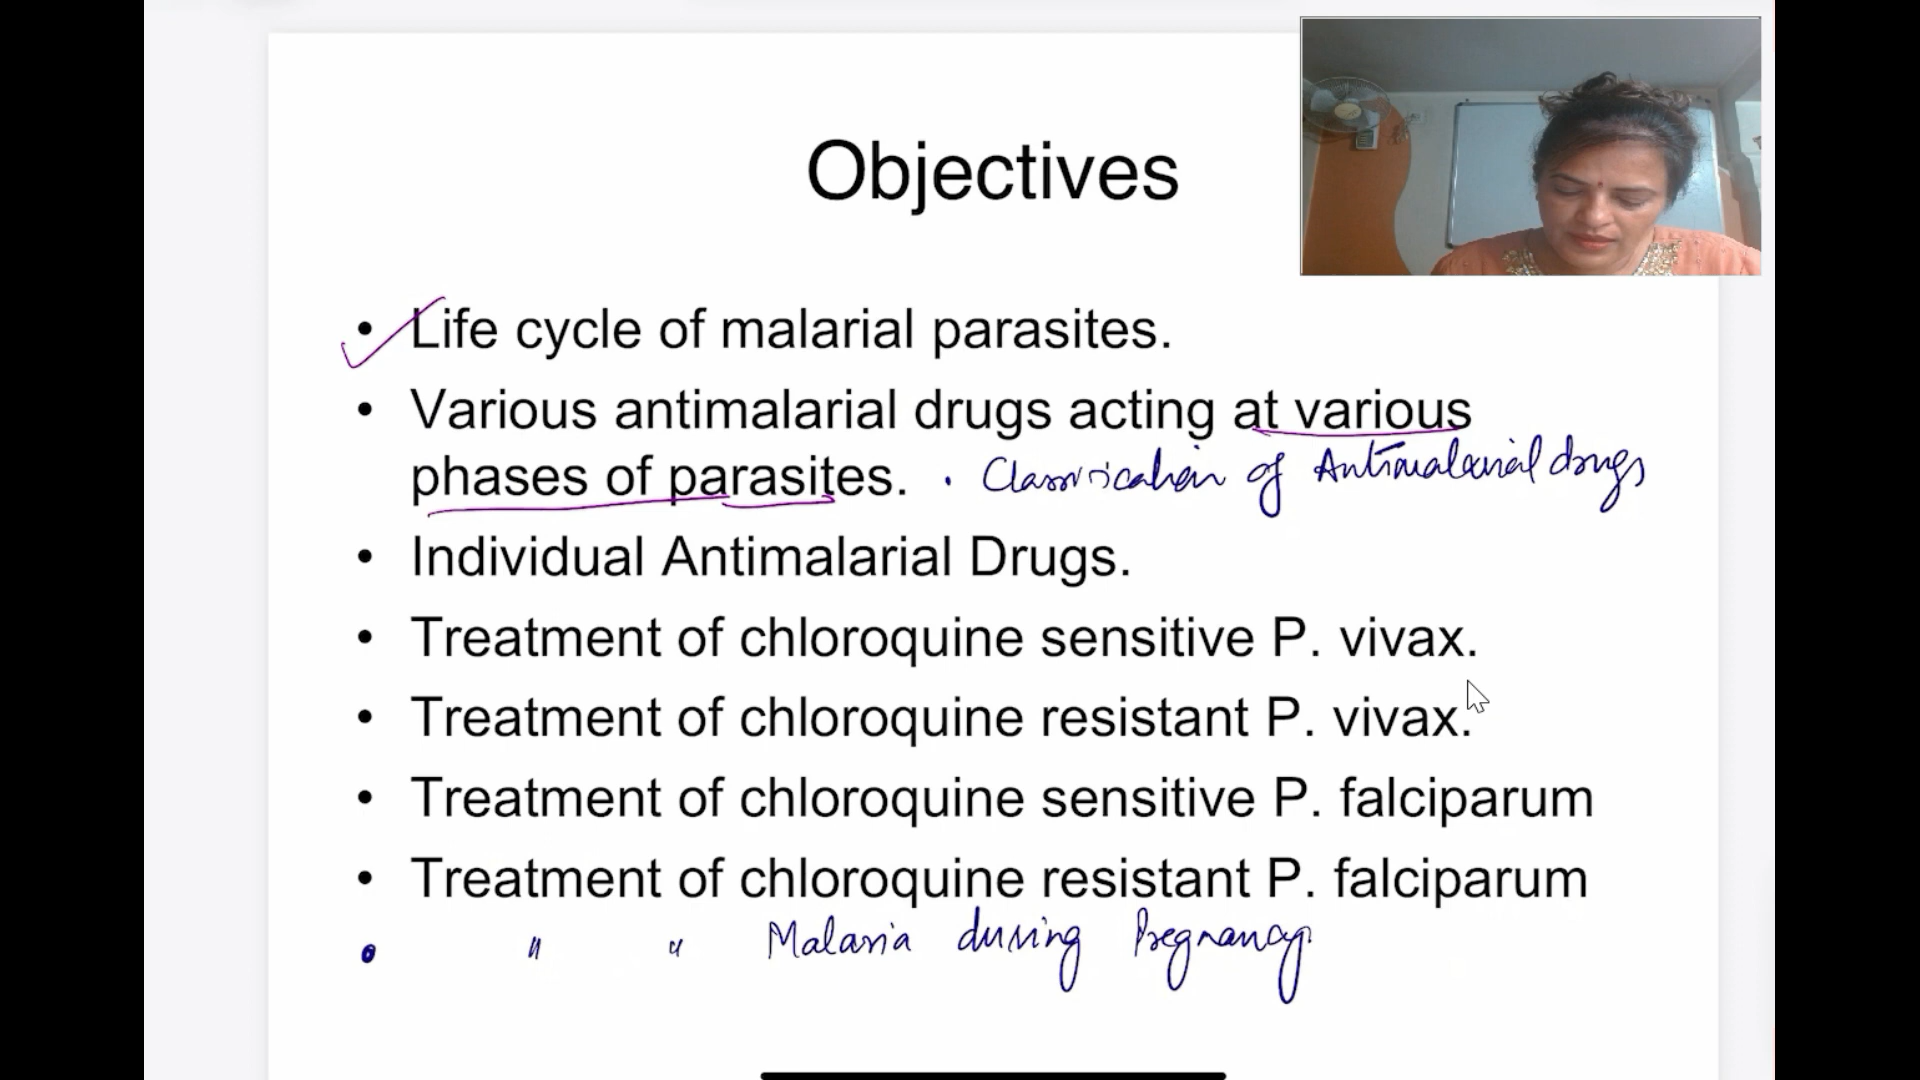 Objectives
• Life cycle of malarial parasites.
• Various antimalarial drugs acting at various
phases of parasites. • Classification of Antimalarial drugs
• Individual Antimalarial Drugs.
• Treatment of chloroquine sensitive P. vivax.
• Treatment of chloroquine resistant P. vivax.
• Treatment of chloroquine sensitive P. falciparum
• Treatment of chloroquine resistant P. falciparum
• " " Malaria during Pregnancy